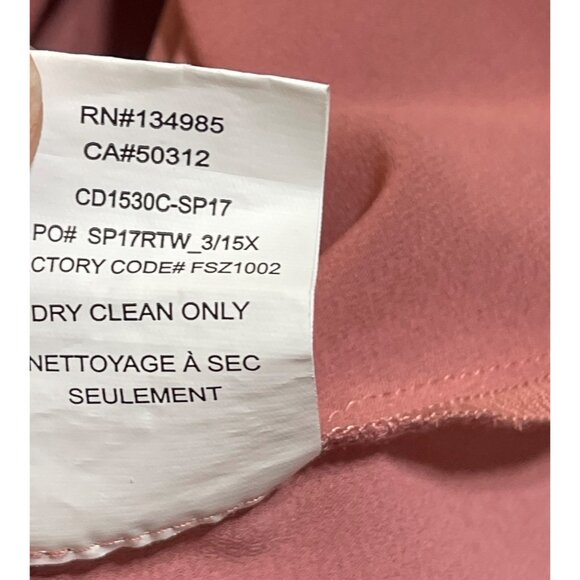 RN#134985
CA#50312
CD1530C-SP17
PO# SP17RTW_3/15X
CTORY CODE# FSZ1002
DRY CLEAN ONLY
NETTOYAGE À SEC
SEULEMENT